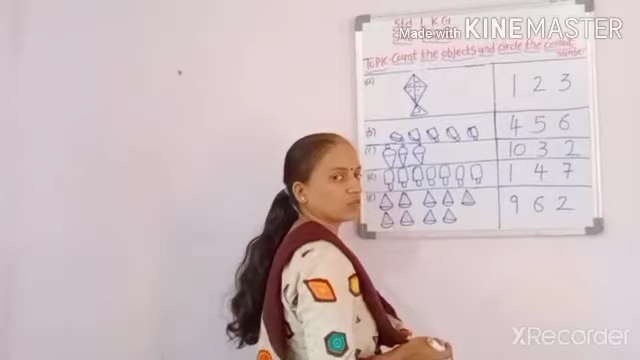 Made with KINEMASTER
Std L K G
TOPIC Count the objects and circle the correct
number
(a) 1 2 3
(b) 4 5 6
(c) 10 3 2
(d) 1 4 7
(e) 9 6 2
XRecorder